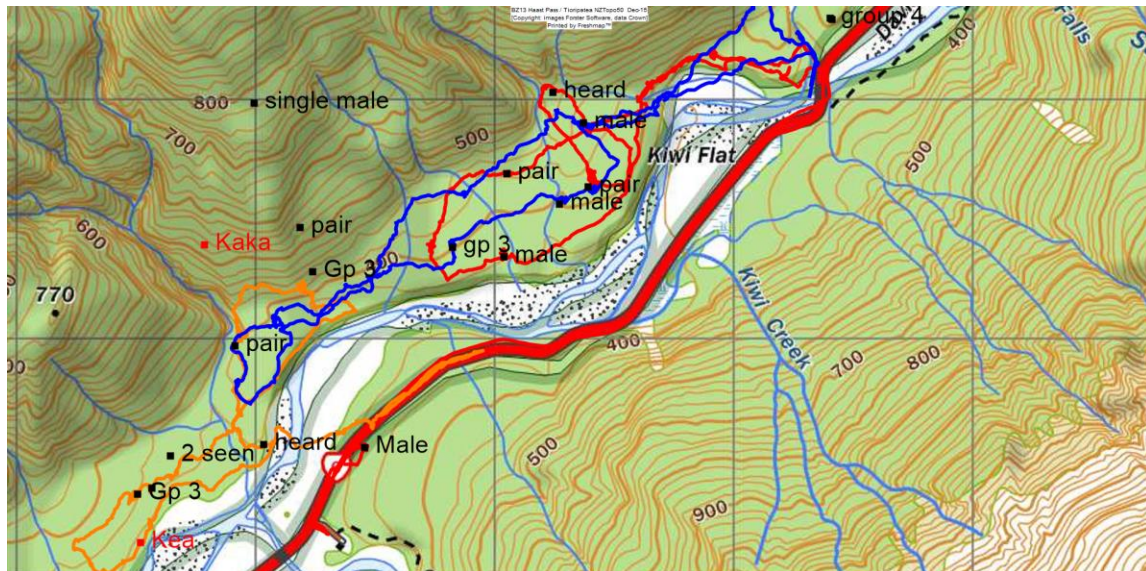 BZ13 Haast Pass / Tioripatea NZTopo50 Dec-15
(Copyright: images Forder Software, data Crown)
Printed by Freshmap™
group 4
Falls
400
single male
800
heard
700
500
male
Kiwi Flat
500
pair
pair
male
pair
600
Kaka
gp 3
male
Gp 3
770
Kiwi Creek
pair
400
700
800
heard
Male
2 seen
500
Gp 3
900
Kea